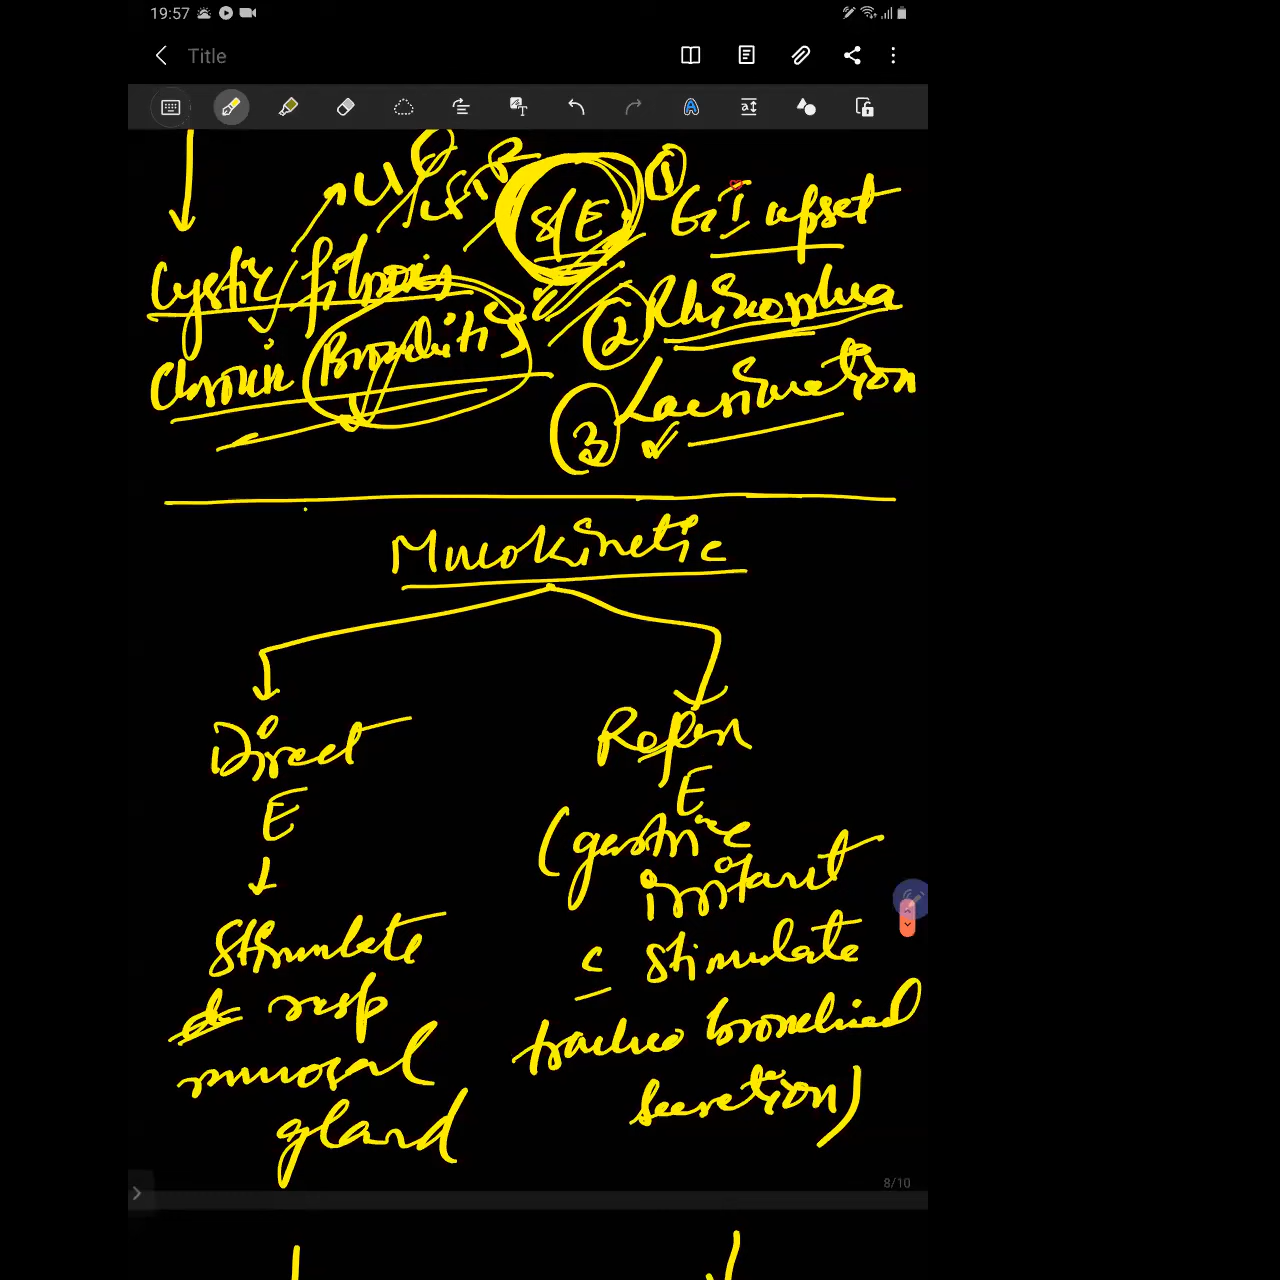 19:57
Title
S/E ① GI upset
Cystic fibrosis
② Rhinorrhea
Chronic Bronchitis
③ Lacrimation
Mucokinetic
Direct
Reflex
E
E
(gastric
irritant
Stimulate
c stimulate
resp
tracheo bronchial
mucosal
secretion)
gland
8/10